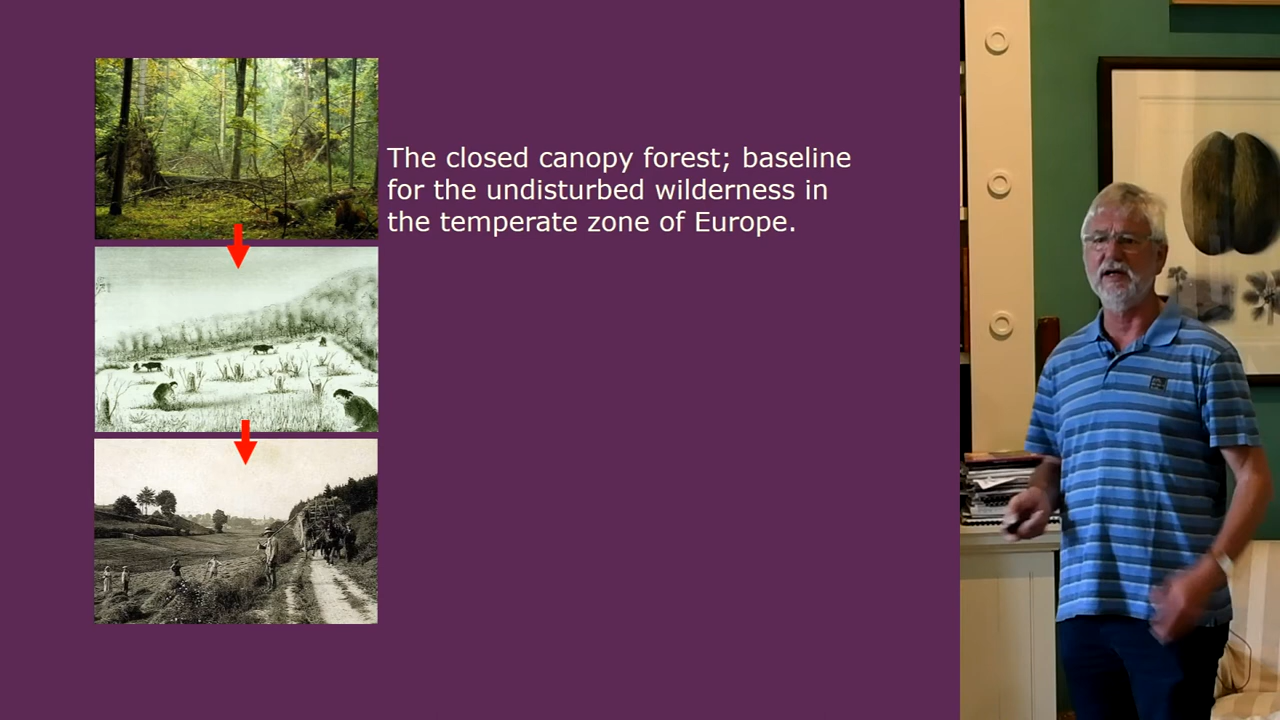 The closed canopy forest; baseline
for the undisturbed wilderness in
the temperate zone of Europe.